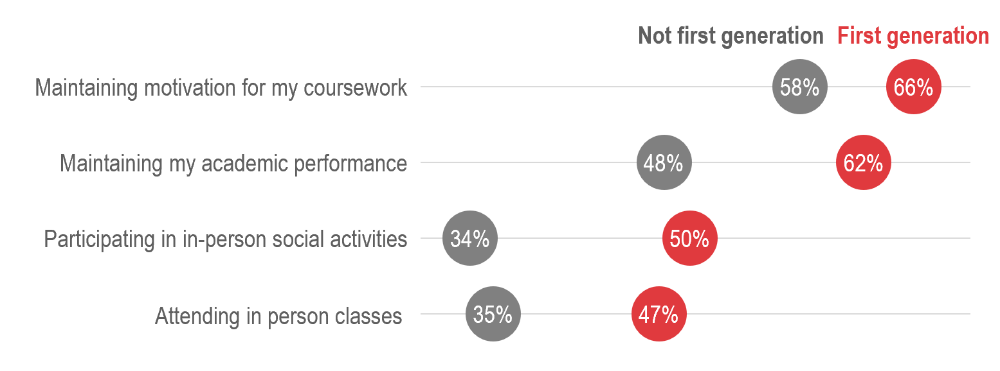 Not first generation First generation
Maintaining motivation for my coursework 58% 66%
Maintaining my academic performance 48% 62%
Participating in in-person social activities 34% 50%
Attending in person classes 35% 47%